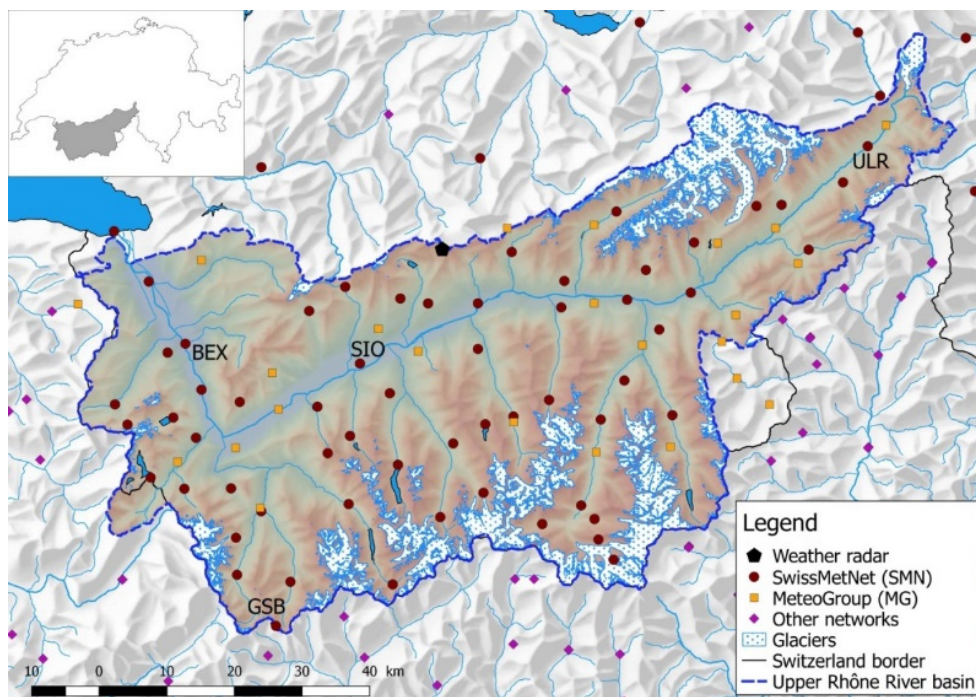 ULR
BEX
SIO
GSB
Legend
Weather radar
SwissMetNet (SMN)
MeteoGroup (MG)
Other networks
Glaciers
Switzerland border
Upper Rhône River basin
10 0 10 20 30 40 km